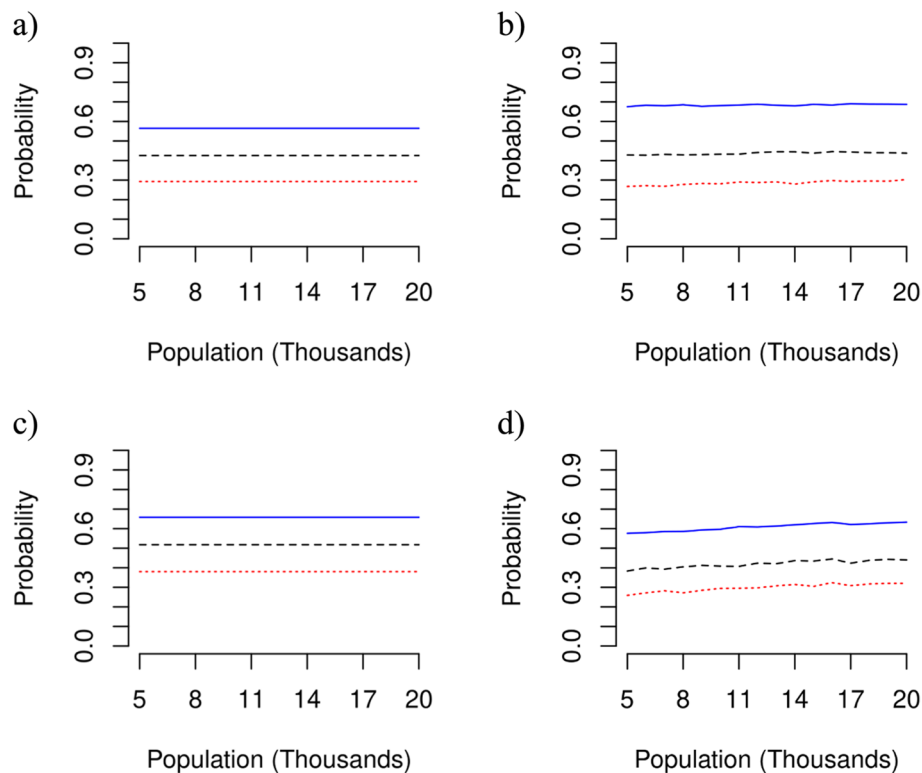 a)
Probability
0.9
0.6
0.3
0.0
5 8 11 14 17 20
Population (Thousands)
b)
Probability
0.9
0.6
0.3
0.0
5 8 11 14 17 20
Population (Thousands)
c)
Probability
0.9
0.6
0.3
0.0
5 8 11 14 17 20
Population (Thousands)
d)
Probability
0.9
0.6
0.3
0.0
5 8 11 14 17 20
Population (Thousands)